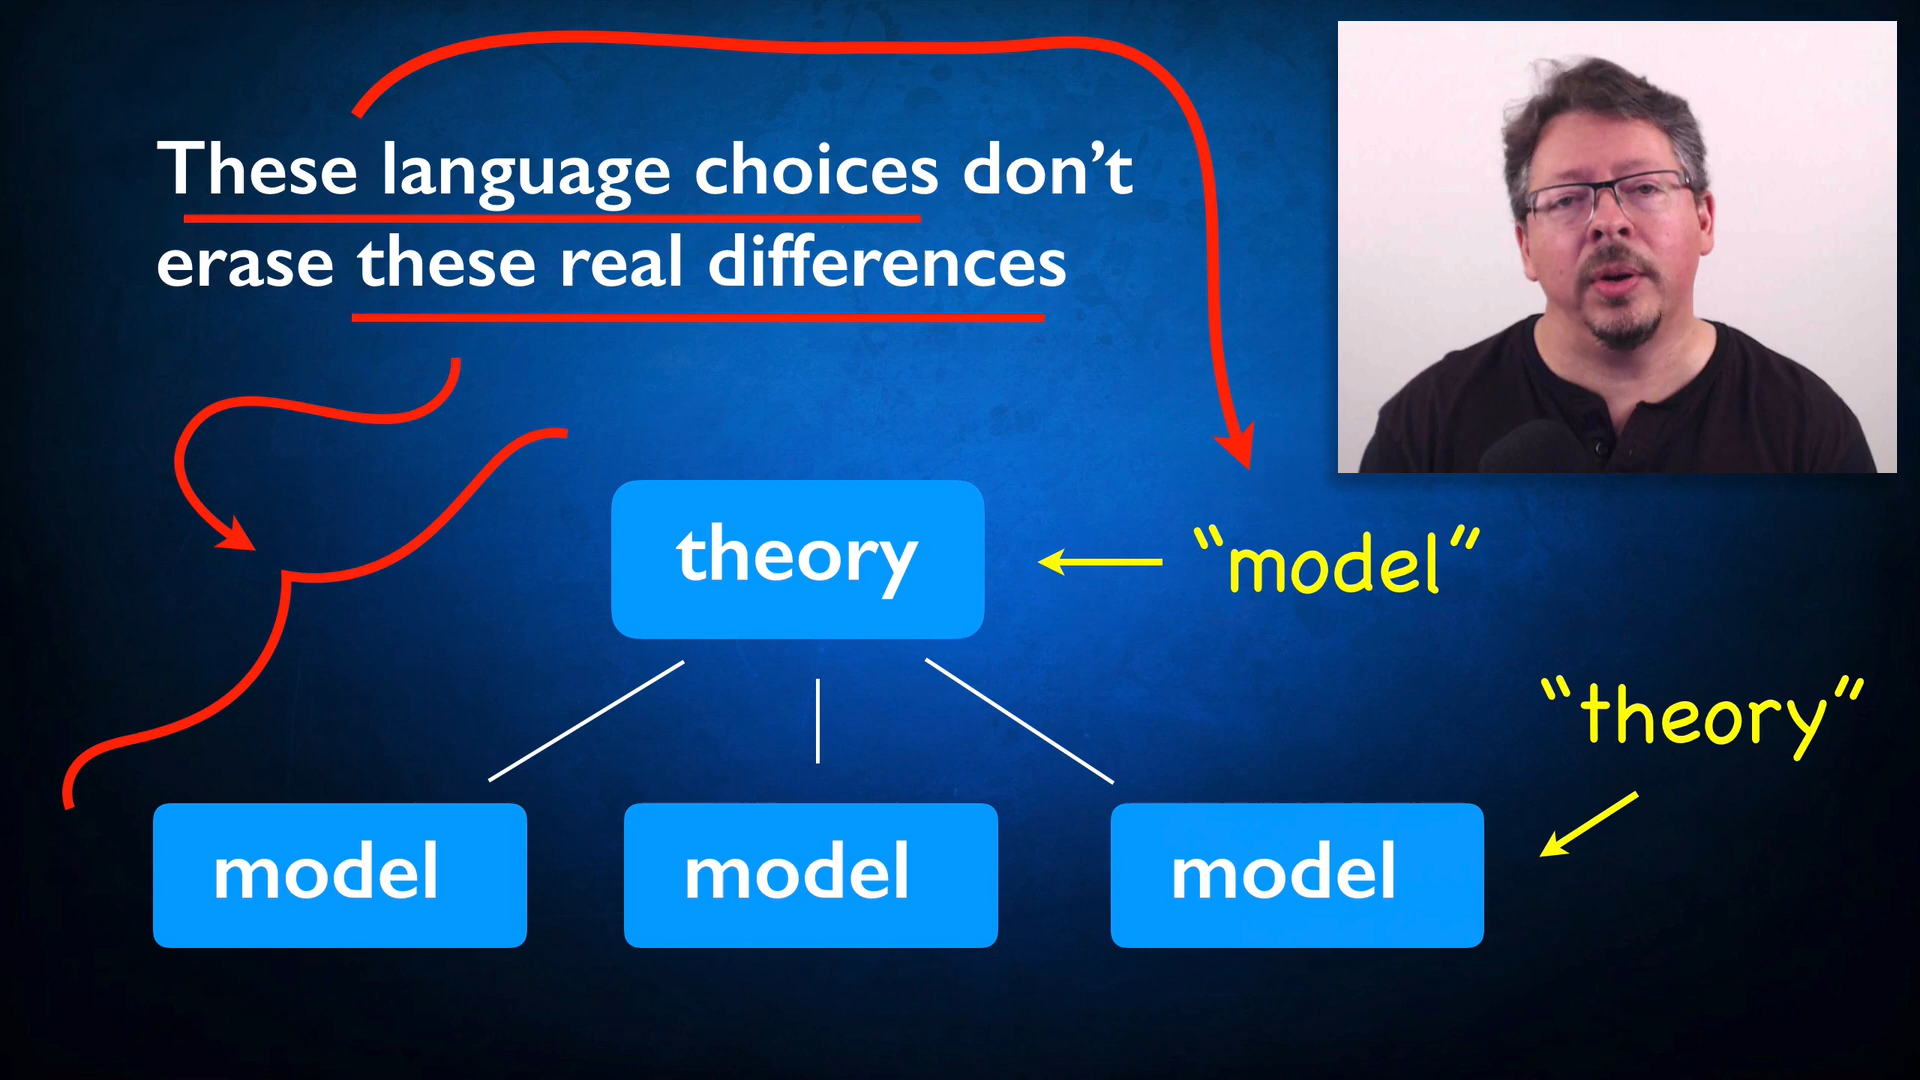 These language choices don’t
erase these real differences
theory
“model”
“theory”
model
model
model